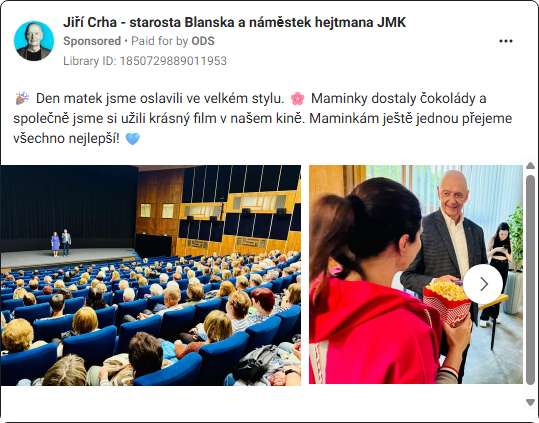 Jiří Crha - starosta Blanska a náměstek hejtmana JMK
Sponsored • Paid for by ODS
Library ID: 1850729889011953
🎉 Den matek jsme oslavili ve velkém stylu. 🌸 Maminky dostaly čokolády a
společně jsme si užili krásný film v našem kině. Maminkám ještě jednou přejeme
všechno nejlepší! 🩵